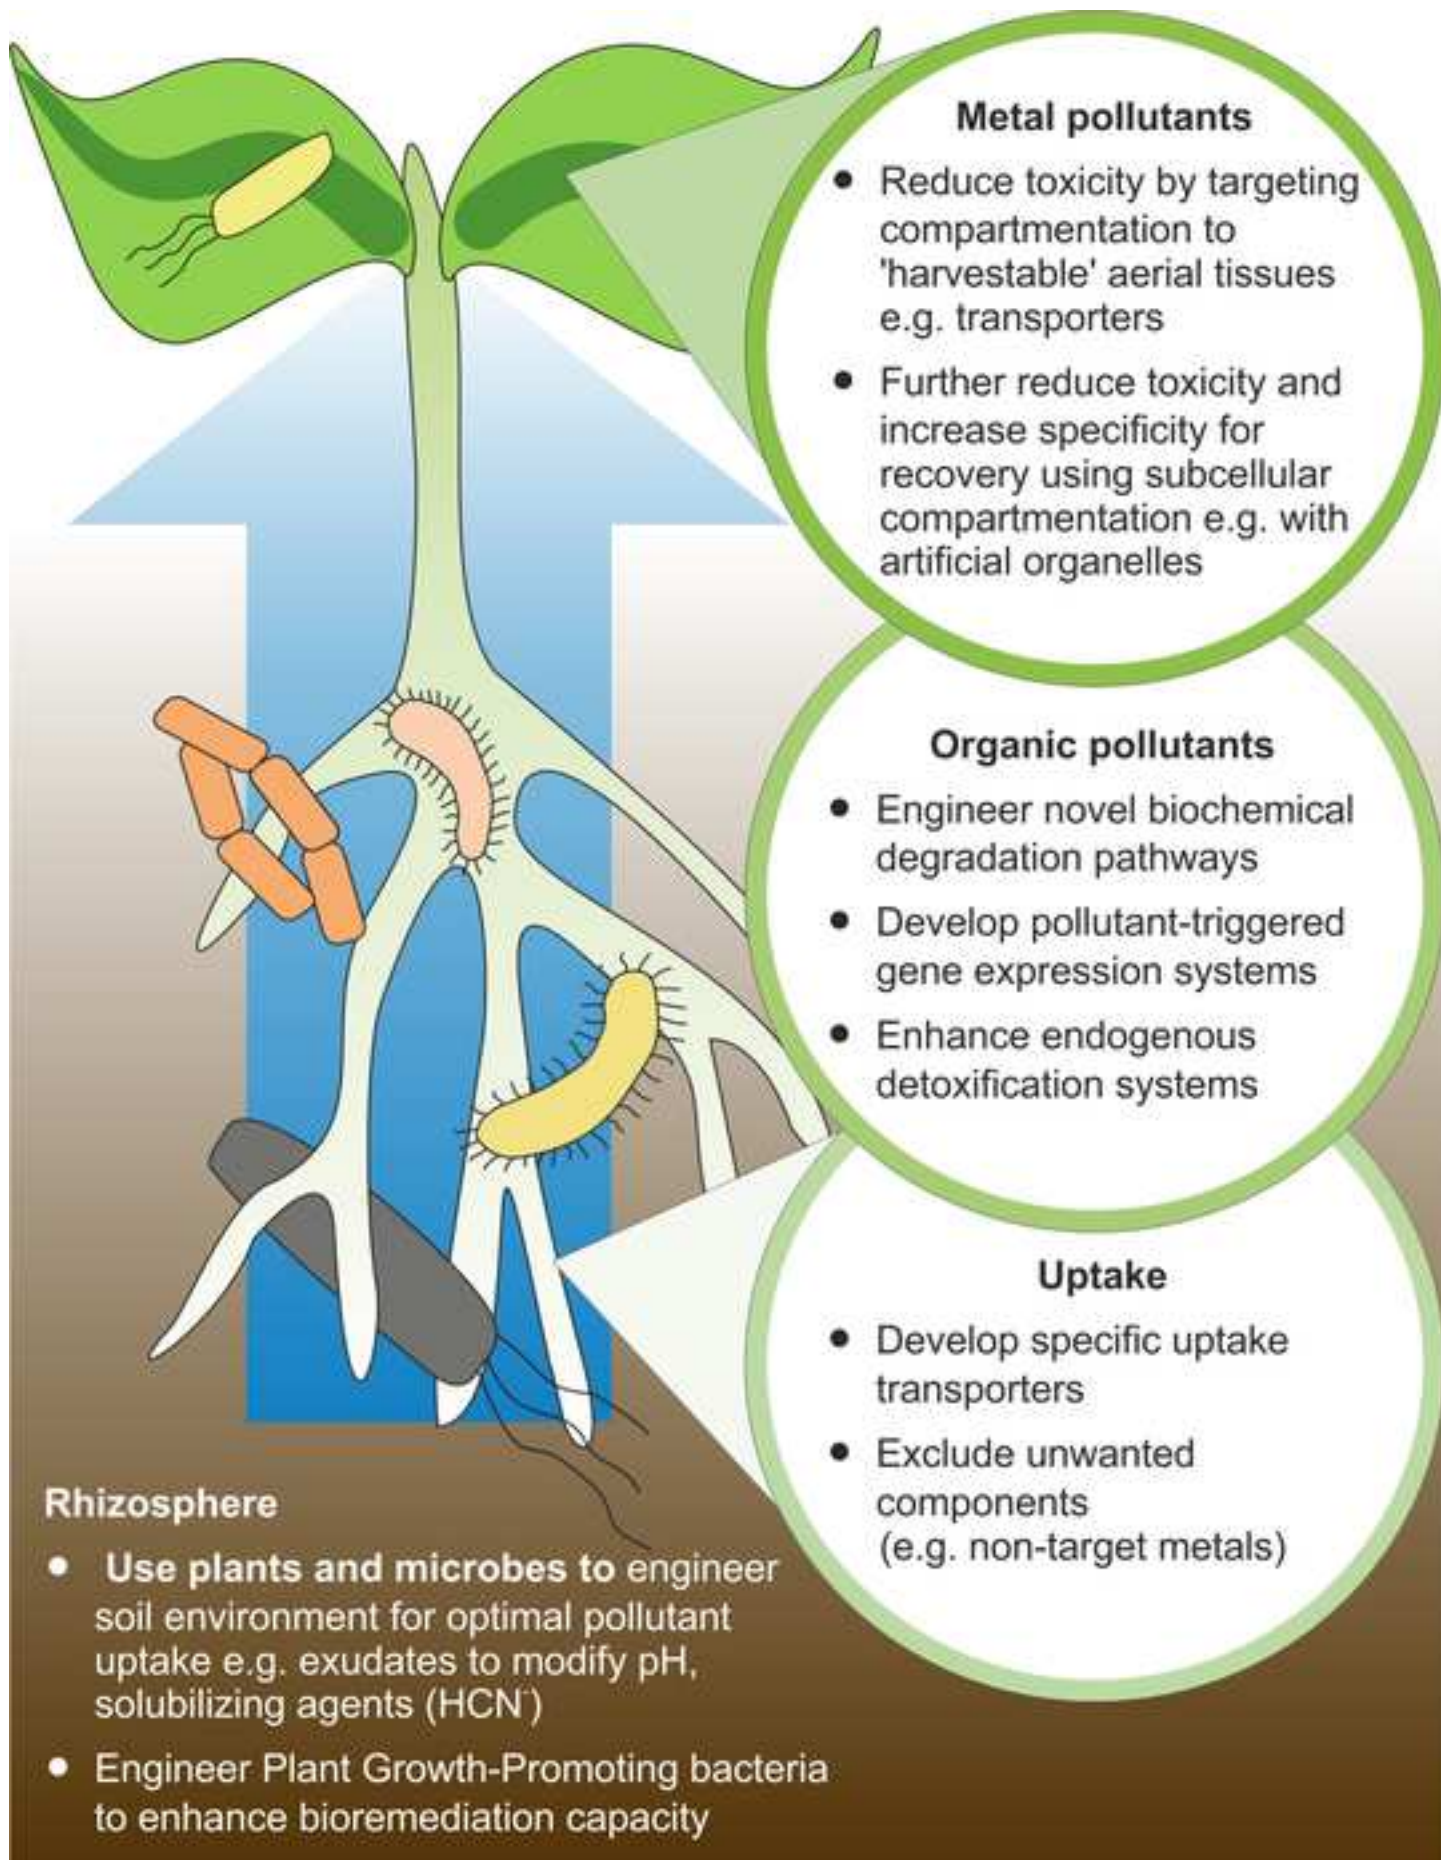 Metal pollutants
● Reduce toxicity by targeting
compartmentation to
'harvestable' aerial tissues
e.g. transporters
● Further reduce toxicity and
increase specificity for
recovery using subcellular
compartmentation e.g. with
artificial organelles
Organic pollutants
● Engineer novel biochemical
degradation pathways
● Develop pollutant-triggered
gene expression systems
● Enhance endogenous
detoxification systems
Uptake
● Develop specific uptake
transporters
● Exclude unwanted
components
(e.g. non-target metals)
Rhizosphere
● Use plants and microbes to engineer
soil environment for optimal pollutant
uptake e.g. exudates to modify pH,
solubilizing agents (HCN⁻)
● Engineer Plant Growth-Promoting bacteria
to enhance bioremediation capacity